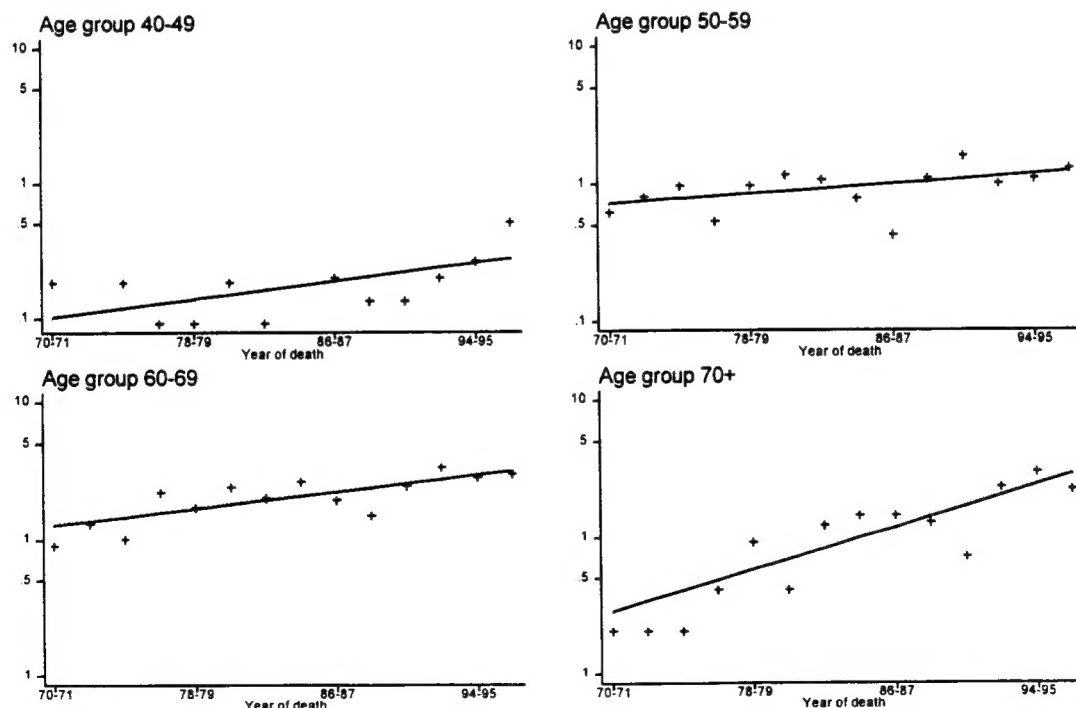 Age group 40-49
10
5
1
.5
1
70-71 78-79 86-87 94-95
Year of death
Age group 50-59
10
5
1
.5
.1
70-71 78-79 86-87 94-95
Year of death
Age group 60-69
10
5
1
.5
1
70-71 78-79 86-87 94-95
Year of death
Age group 70+
10
5
1
.5
1
70-71 78-79 86-87 94-95
Year of death